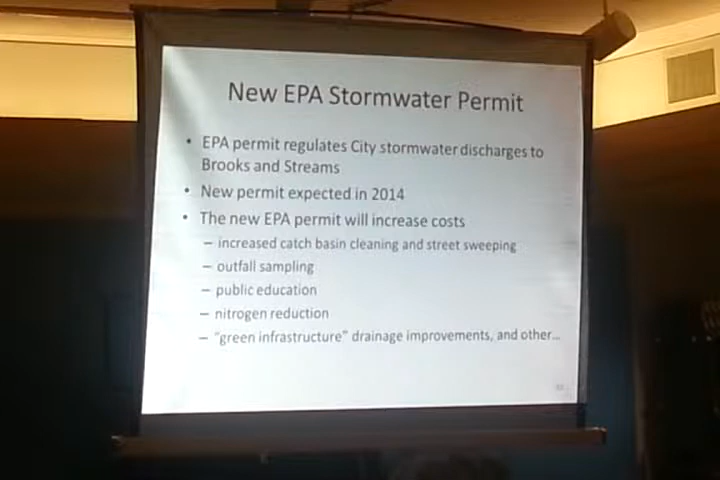 New EPA Stormwater Permit
• EPA permit regulates City stormwater discharges to
Brooks and Streams
• New permit expected in 2014
• The new EPA permit will increase costs
– increased catch basin cleaning and street sweeping
– outfall sampling
– public education
– nitrogen reduction
– “green infrastructure” drainage improvements, and other...